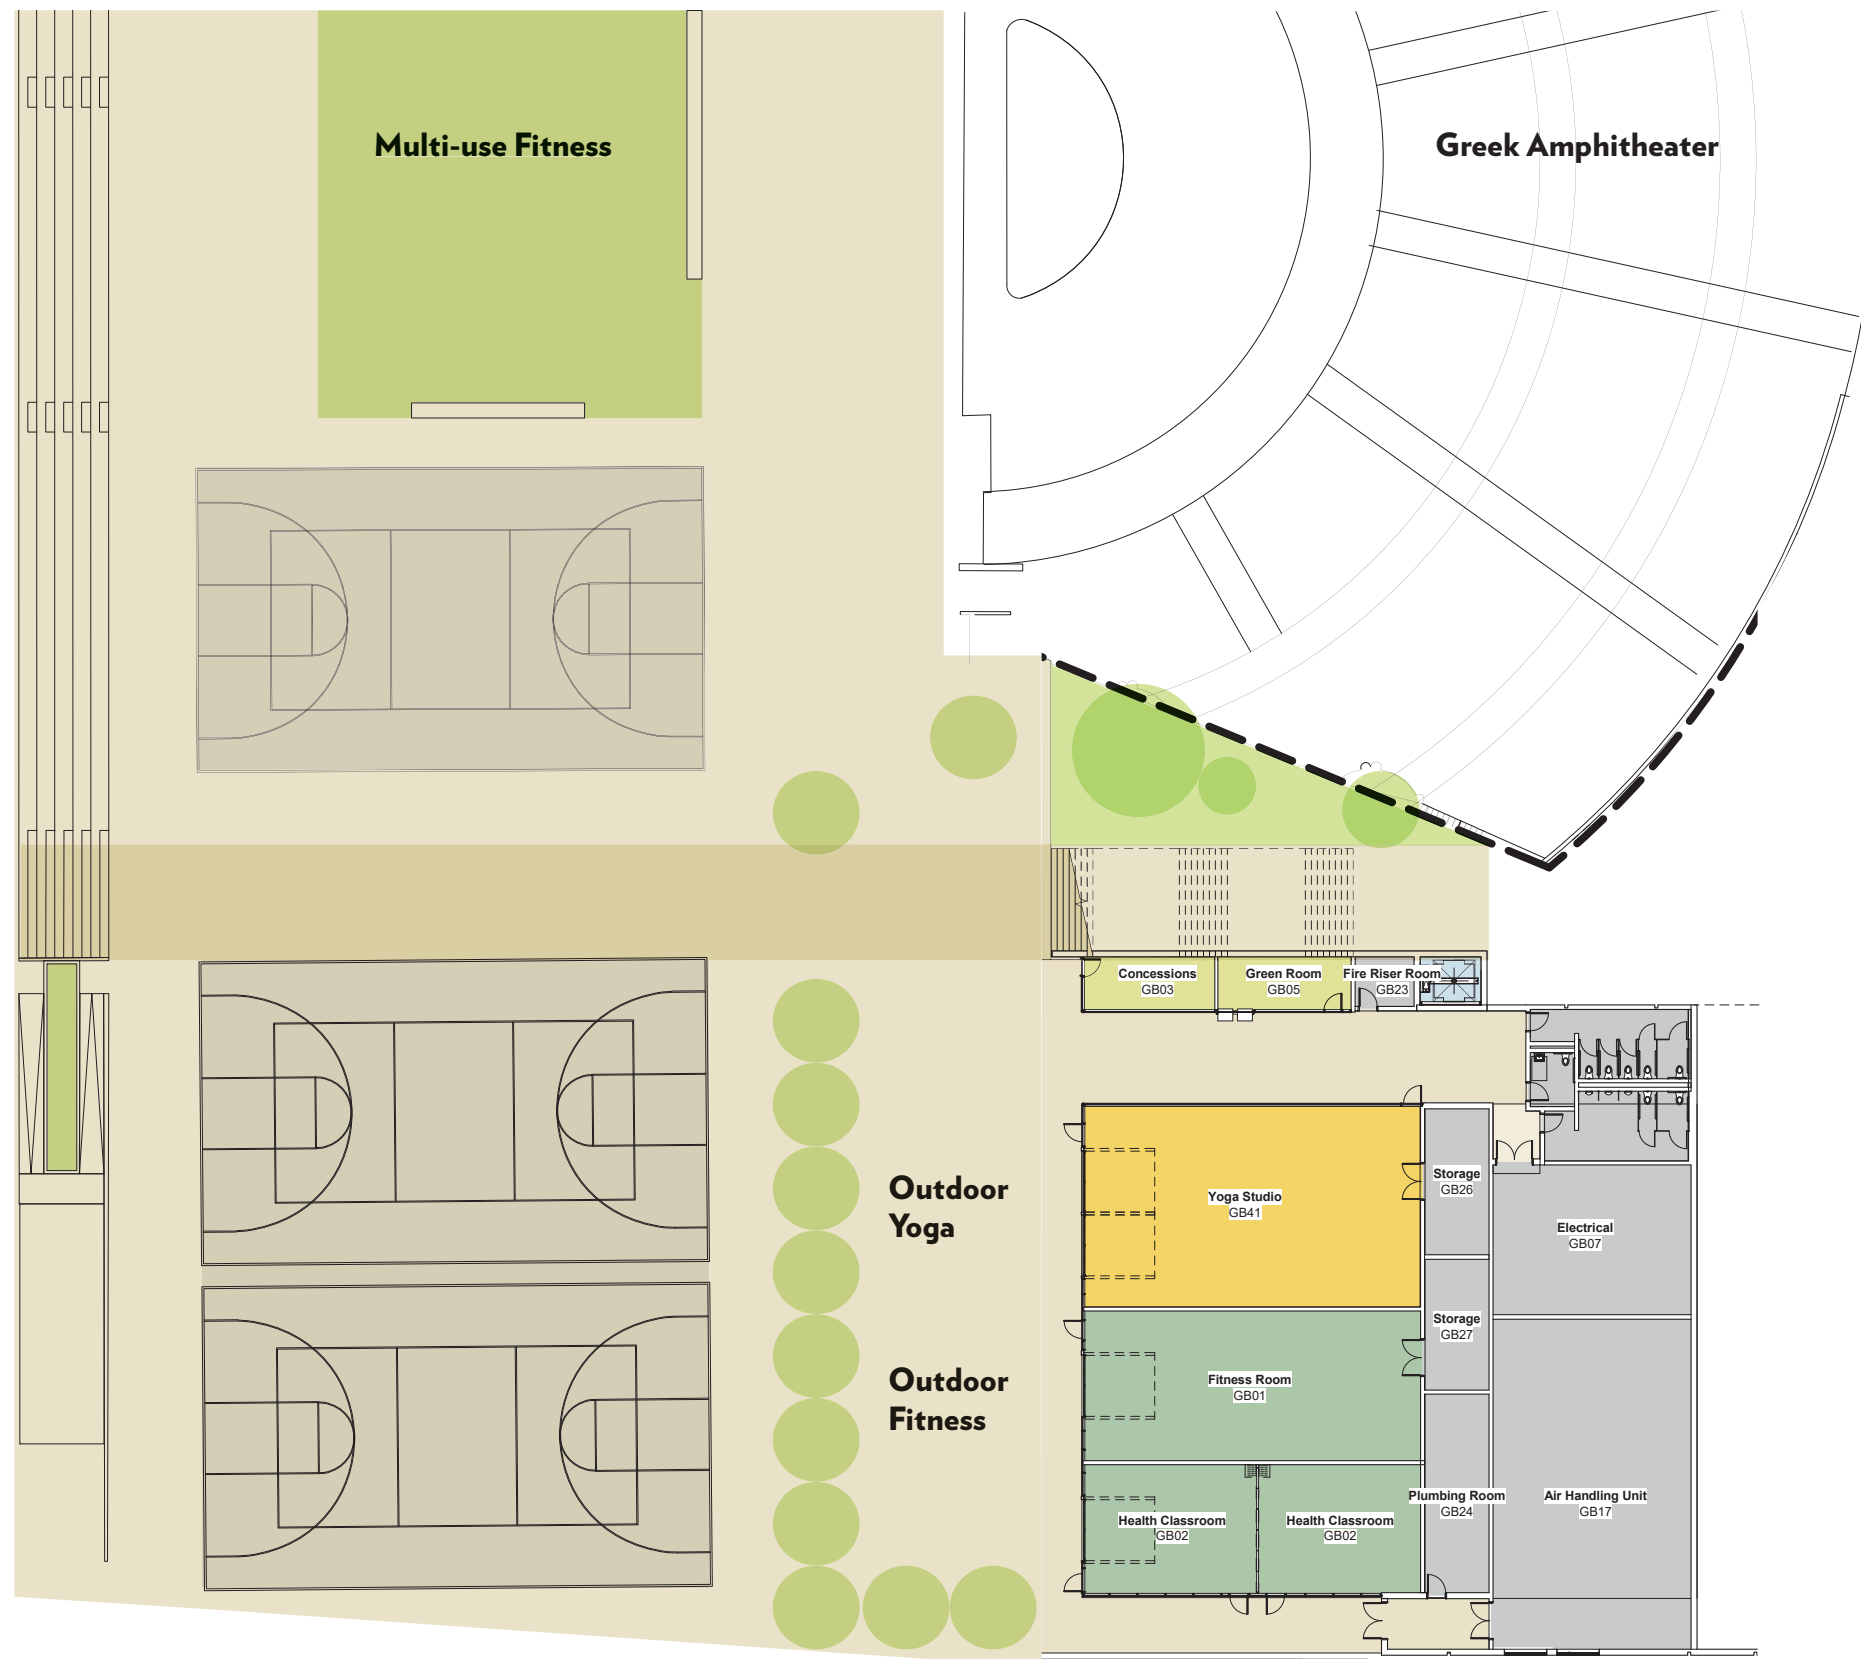 Multi-use Fitness
Greek Amphitheater
Concessions
GB03
Green Room
GB05
Fire Riser Room
GB23
Outdoor
Yoga
Yoga Studio
GB41
Storage
GB26
Electrical
GB07
Storage
GB27
Outdoor
Fitness
Fitness Room
GB01
Health Classroom
GB02
Health Classroom
GB02
Plumbing Room
GB24
Air Handling Unit
GB17